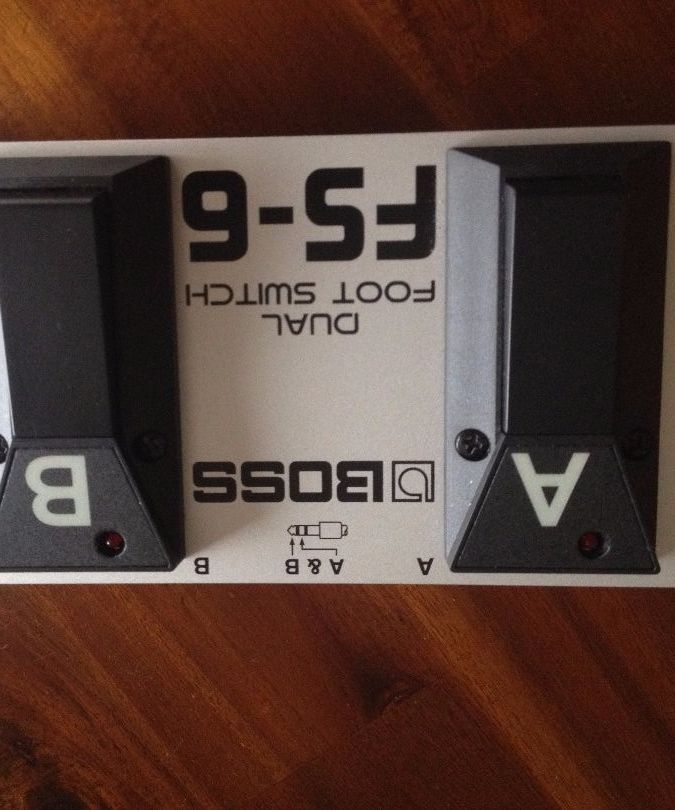 A A & B B
A
BOSS
B
DUAL
FOOT SWITCH
FS-6